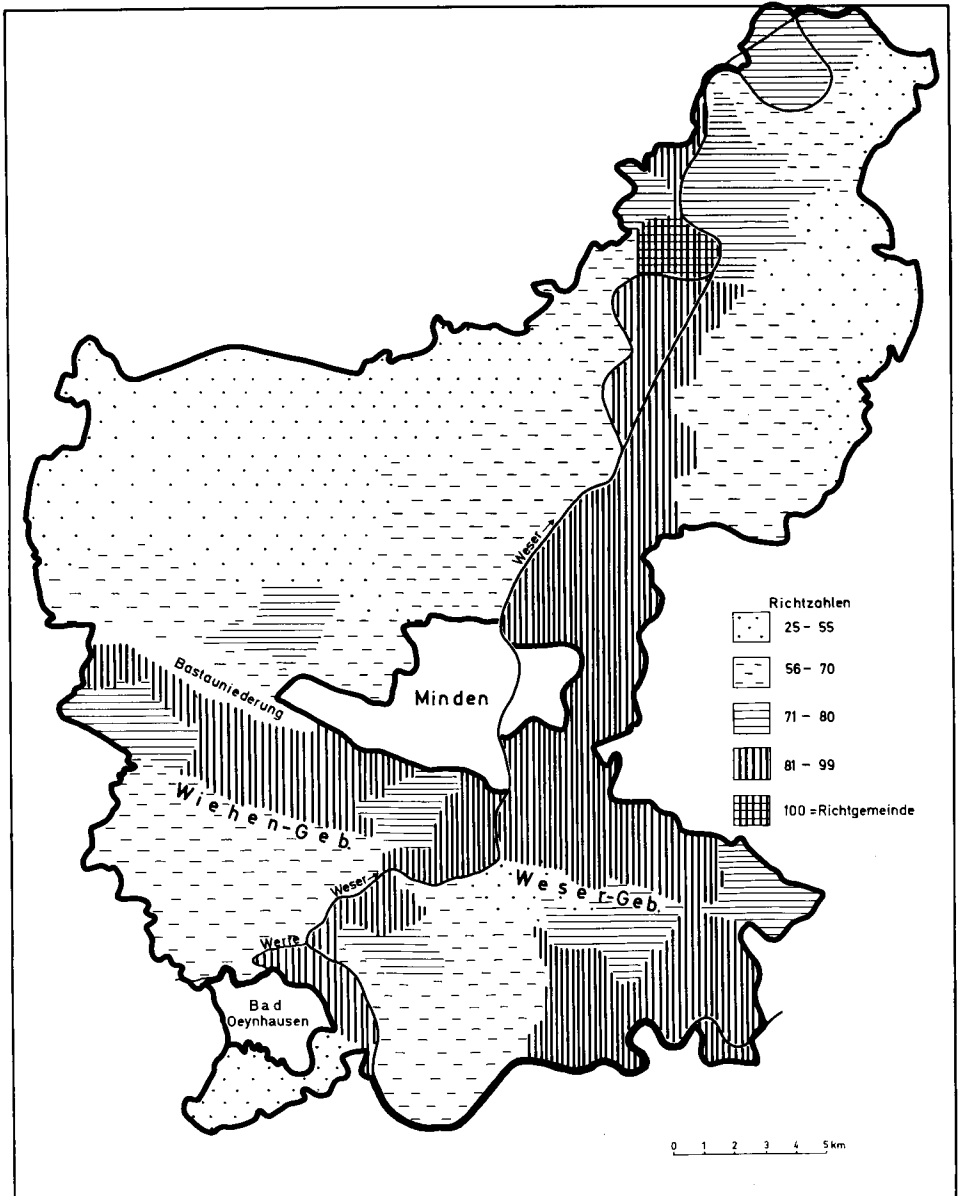 Weser
Richtzahlen
25 – 55
56 – 70
71 – 80
81 – 99
100 = Richtgemeinde
Bastauniederung
Minden
Wiehen-Geb.
Weser
Weser-Geb.
Werre
Bad
Oeynhausen
0 1 2 3 4 5 km